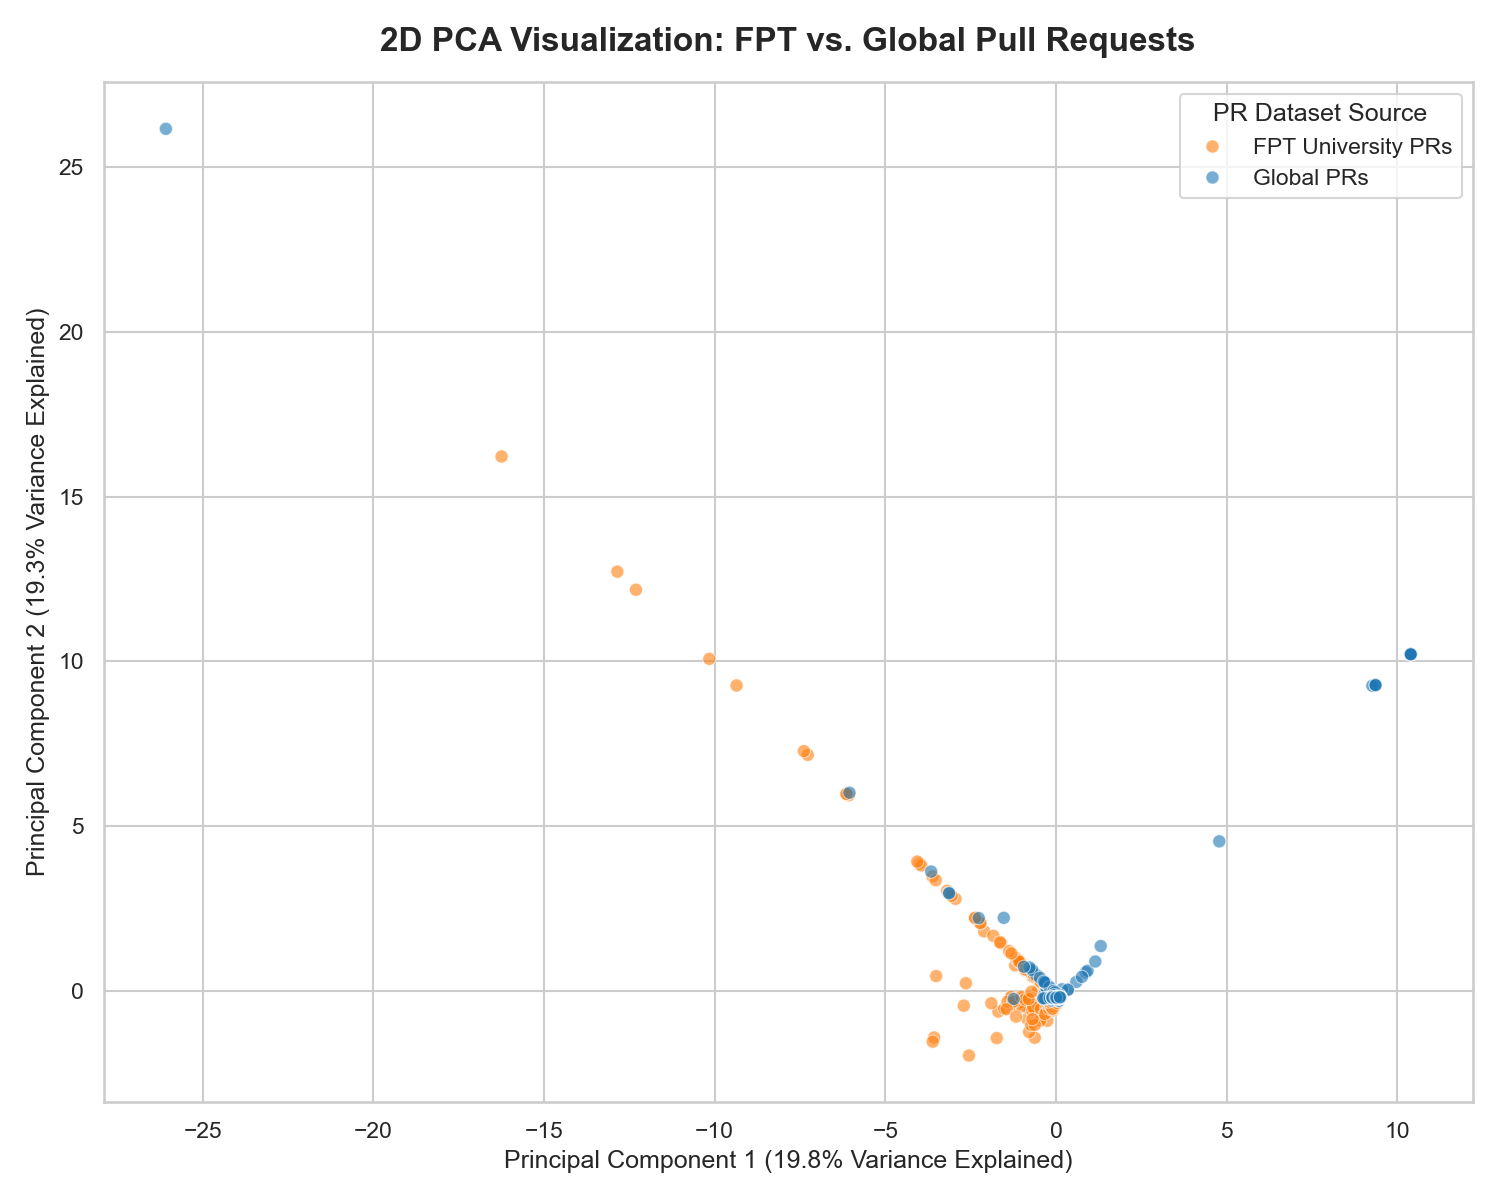 2D PCA Visualization: FPT vs. Global Pull Requests
PR Dataset Source
FPT University PRs
Global PRs
Principal Component 2 (19.3% Variance Explained)
25
20
15
10
5
0
−25
−20
−15
−10
−5
0
5
10
Principal Component 1 (19.8% Variance Explained)